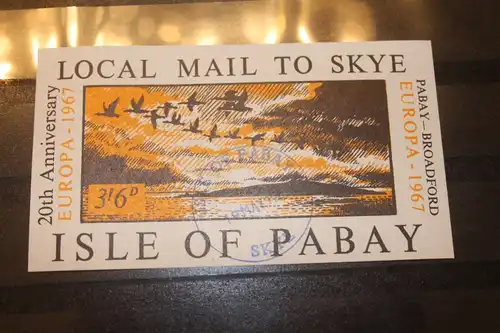 LOCAL MAIL TO SKYE
20th Anniversary
EUROPA - 1967
PABAY—BROADFORD
EUROPA - 1967
3'6D
ISLE OF PABAY